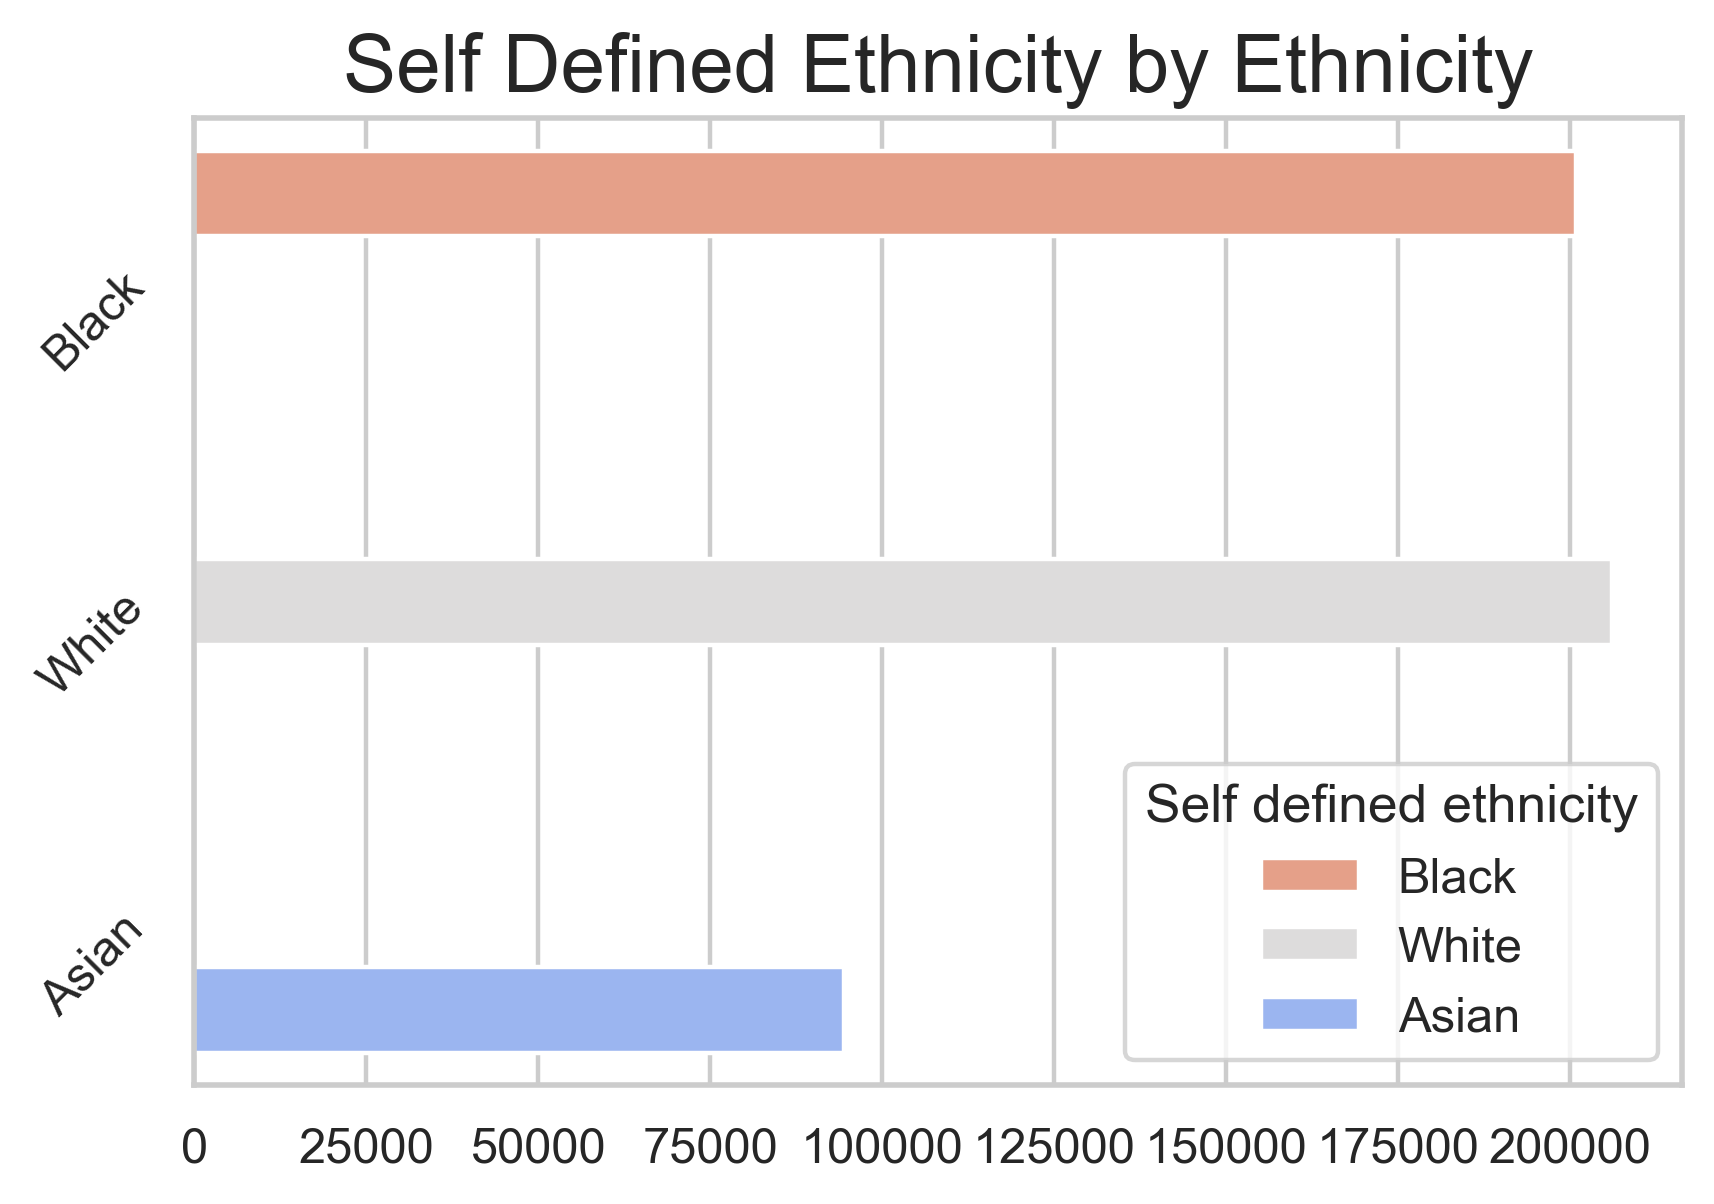 Self Defined Ethnicity by Ethnicity
Black
White
Asian
Self defined ethnicity
Black
White
Asian
0 25000 50000 75000 100000 125000 150000 175000 200000